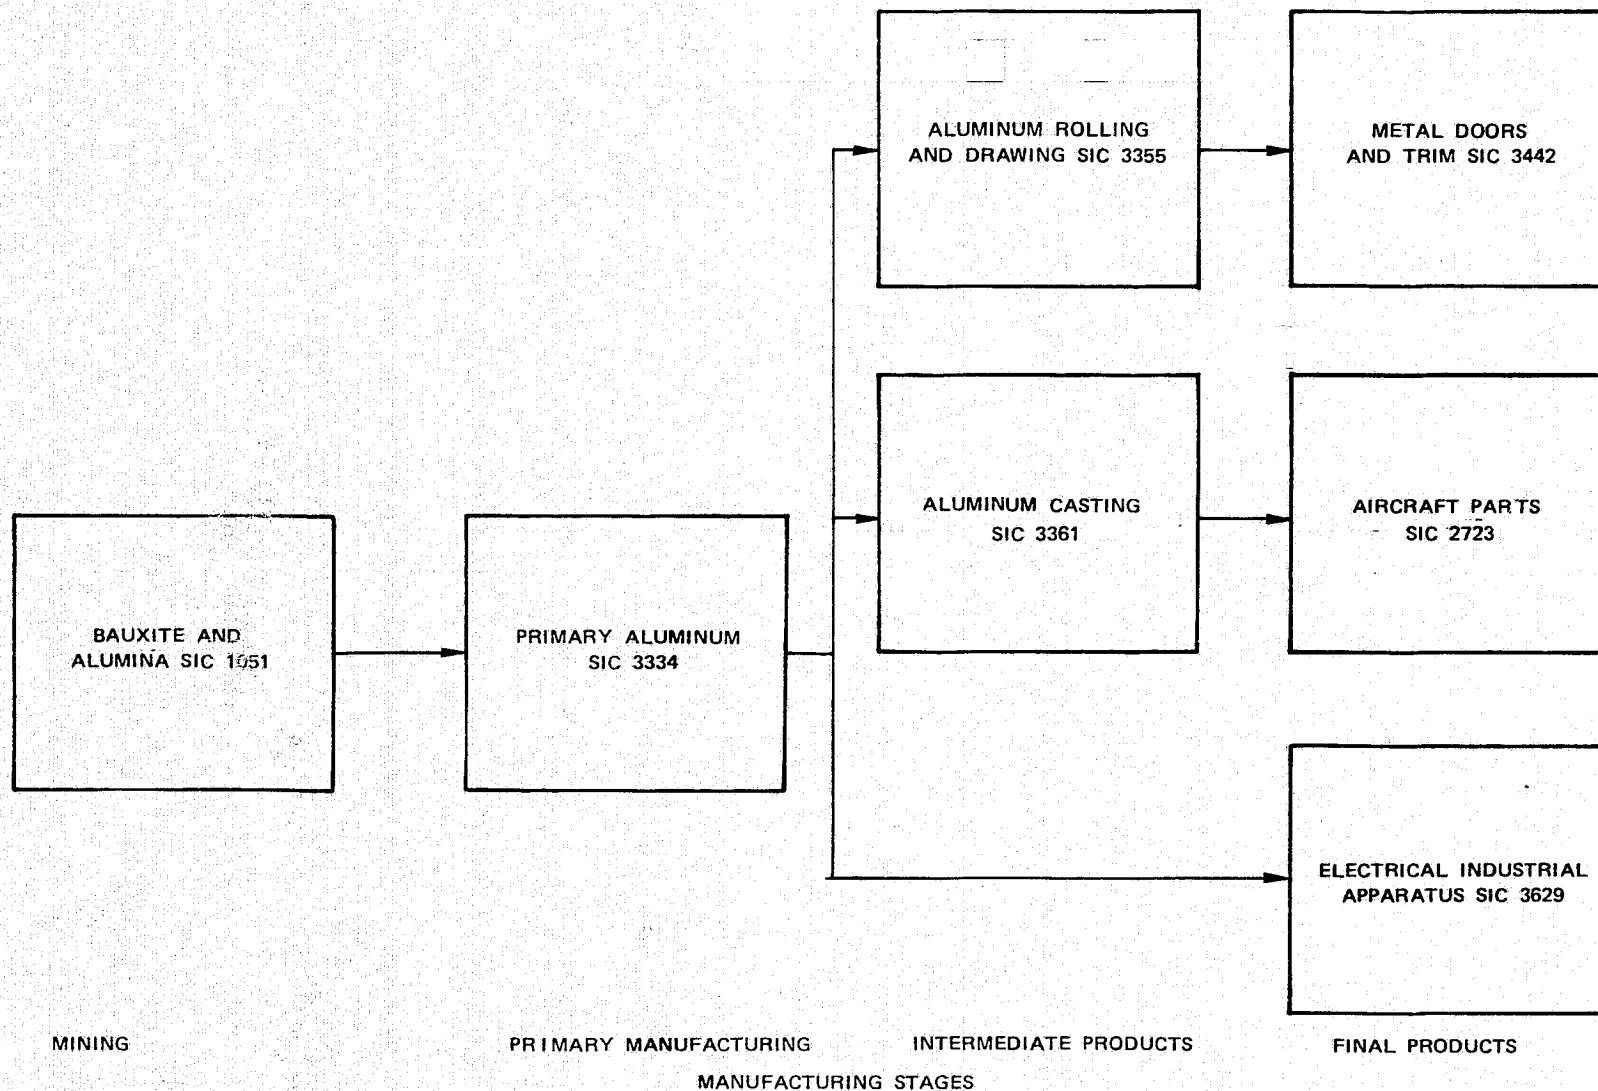 ALUMINUM ROLLING
AND DRAWING SIC 3355
METAL DOORS
AND TRIM SIC 3442
ALUMINUM CASTING
SIC 3361
AIRCRAFT PARTS
SIC 2723
BAUXITE AND
ALUMINA SIC 1051
PRIMARY ALUMINUM
SIC 3334
ELECTRICAL INDUSTRIAL
APPARATUS SIC 3629
MINING
PRIMARY MANUFACTURING
INTERMEDIATE PRODUCTS
FINAL PRODUCTS
MANUFACTURING STAGES